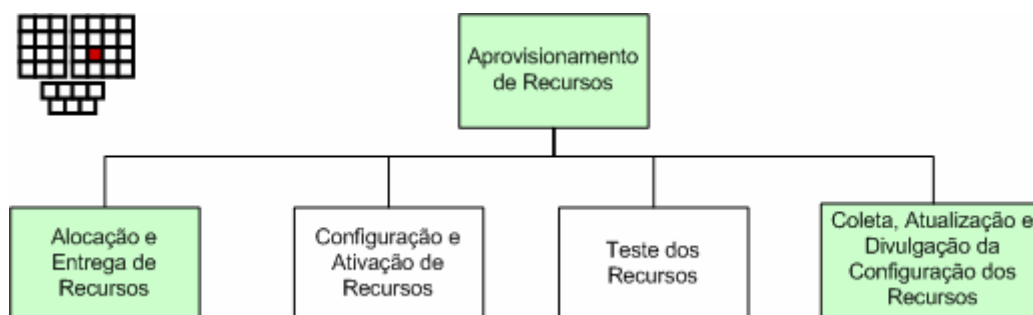 Aprovisionamento
de Recursos
Alocação e
Entrega de
Recursos
Configuração e
Ativação de
Recursos
Teste dos
Recursos
Coleta, Atualização e
Divulgação da
Configuração dos
Recursos